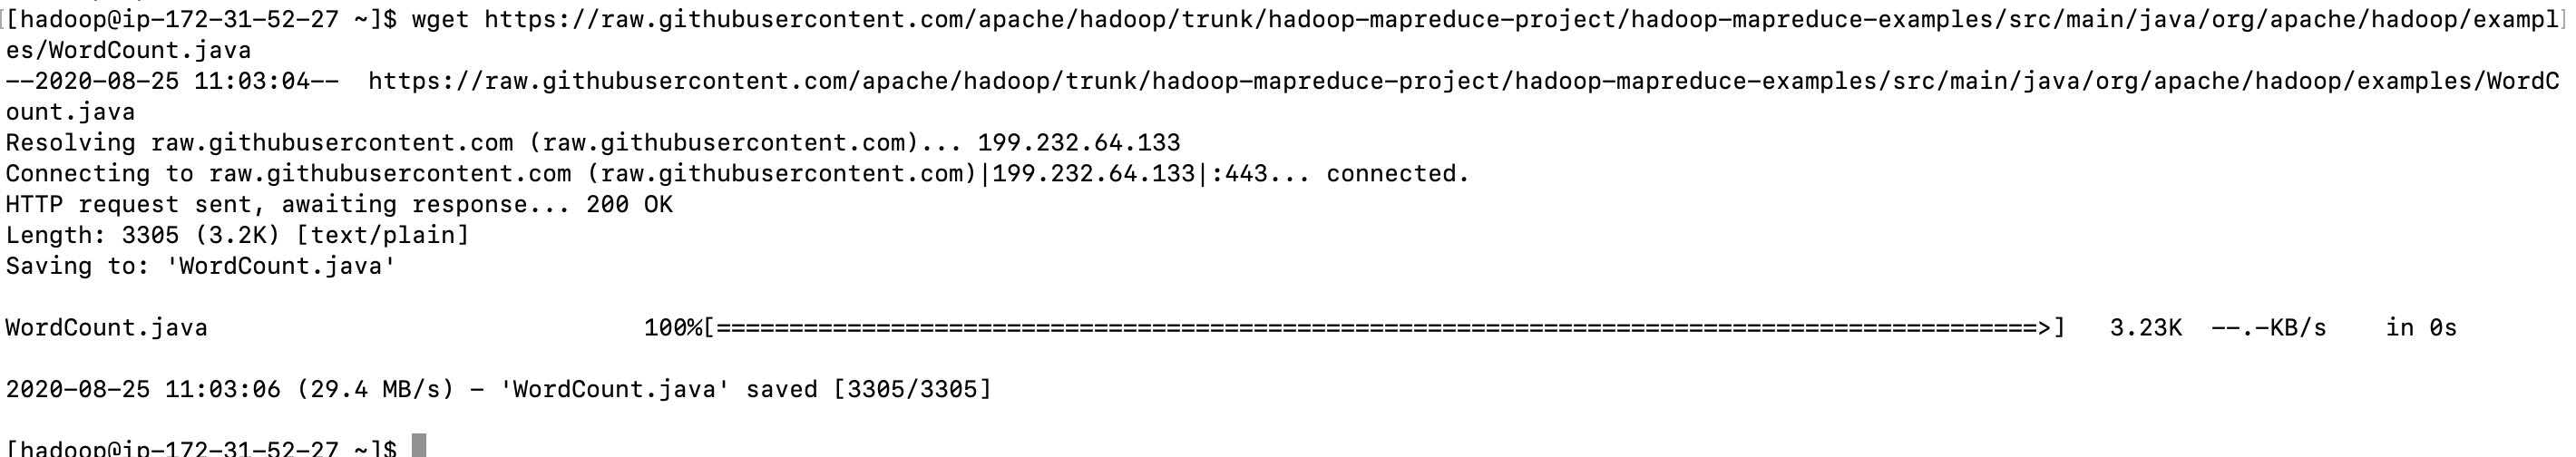 [[hadoop@ip-172-31-52-27 ~]$ wget https://raw.githubusercontent.com/apache/hadoop/trunk/hadoop-mapreduce-project/hadoop-mapreduce-examples/src/main/java/org/apache/hadoop/exampl]
es/WordCount.java
--2020-08-25 11:03:04--  https://raw.githubusercontent.com/apache/hadoop/trunk/hadoop-mapreduce-project/hadoop-mapreduce-examples/src/main/java/org/apache/hadoop/examples/WordC
ount.java
Resolving raw.githubusercontent.com (raw.githubusercontent.com)... 199.232.64.133
Connecting to raw.githubusercontent.com (raw.githubusercontent.com)|199.232.64.133|:443... connected.
HTTP request sent, awaiting response... 200 OK
Length: 3305 (3.2K) [text/plain]
Saving to: 'WordCount.java'
WordCount.java 100%[===========================================================================================>] 3.23K --.-KB/s in 0s
2020-08-25 11:03:06 (29.4 MB/s) - 'WordCount.java' saved [3305/3305]
[hadoop@ip-172-31-52-27 ~]$